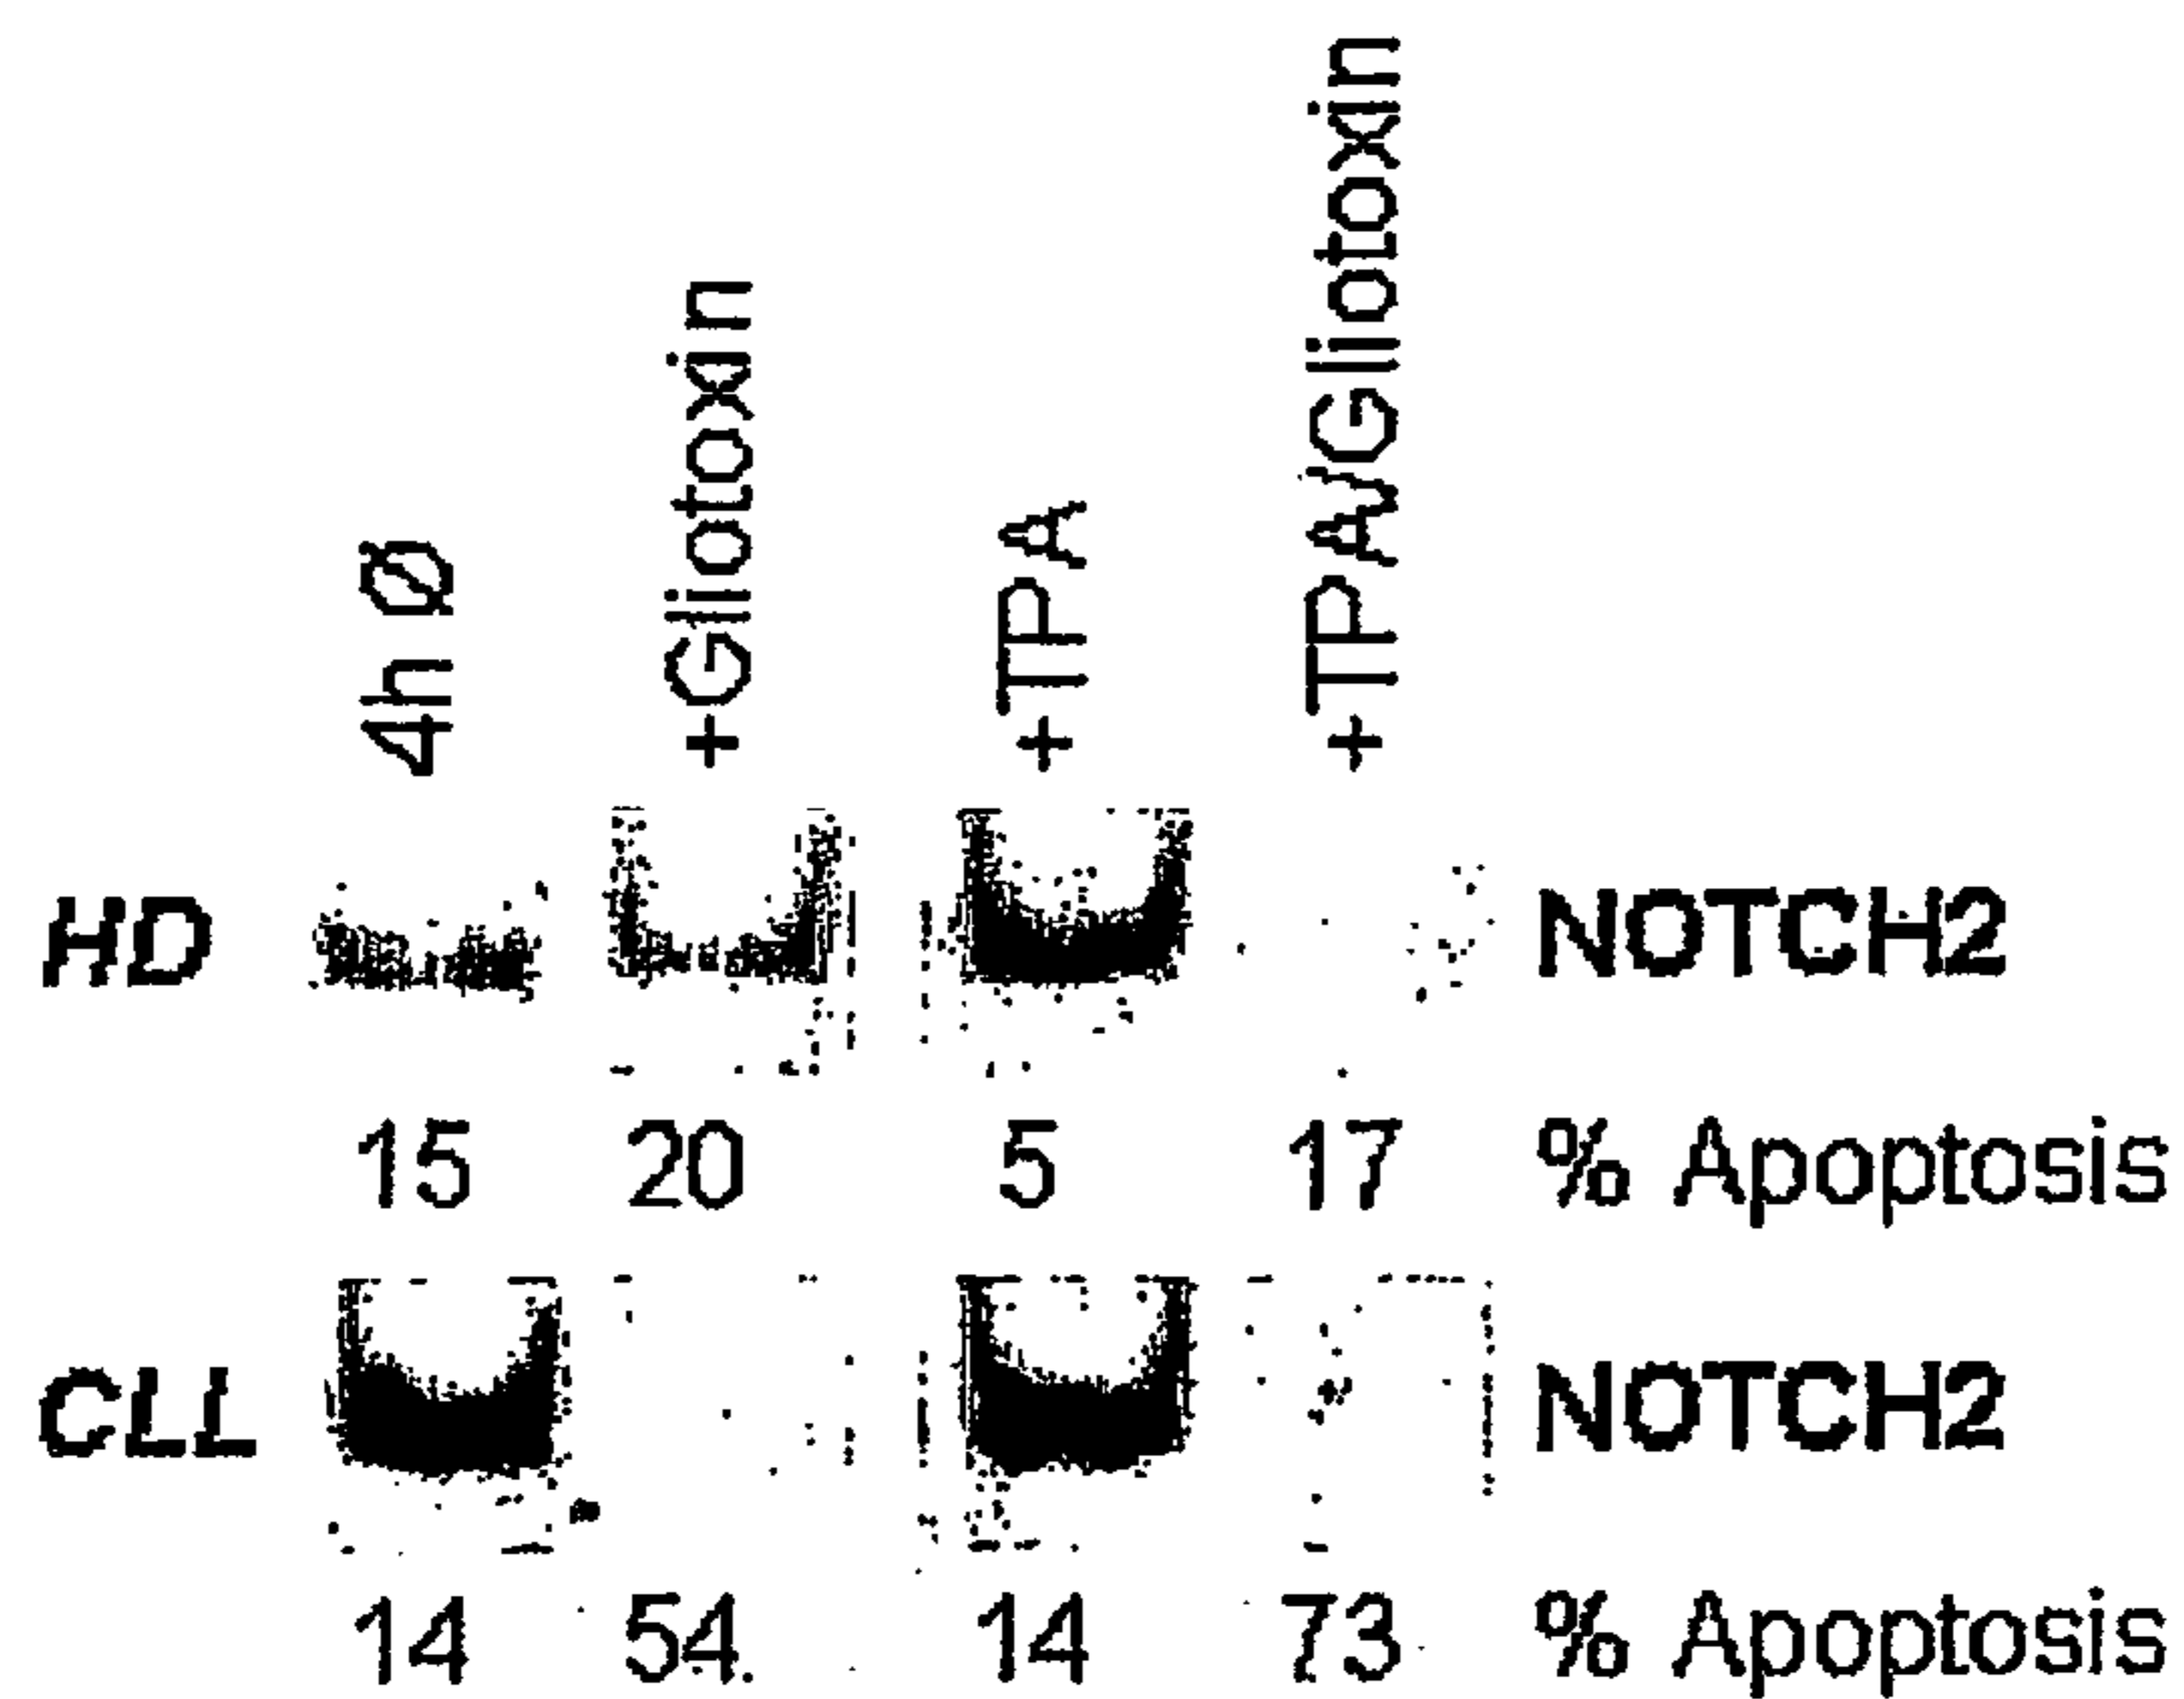 4h Ø
+Gliotoxin
+TPA
+TPA/Gliotoxin
HD NOTCH2
15 20 5 17 % Apoptosis
CLL NOTCH2
14 54. 14 73 % Apoptosis